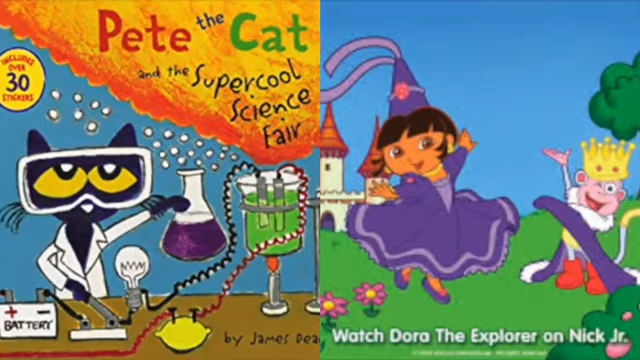 Pete the Cat
and the Supercool
Science
Fair
INCLUDES
OVER
30
STICKERS
+ -
BATTERY
by James Dea
Watch Dora The Explorer on Nick Jr.